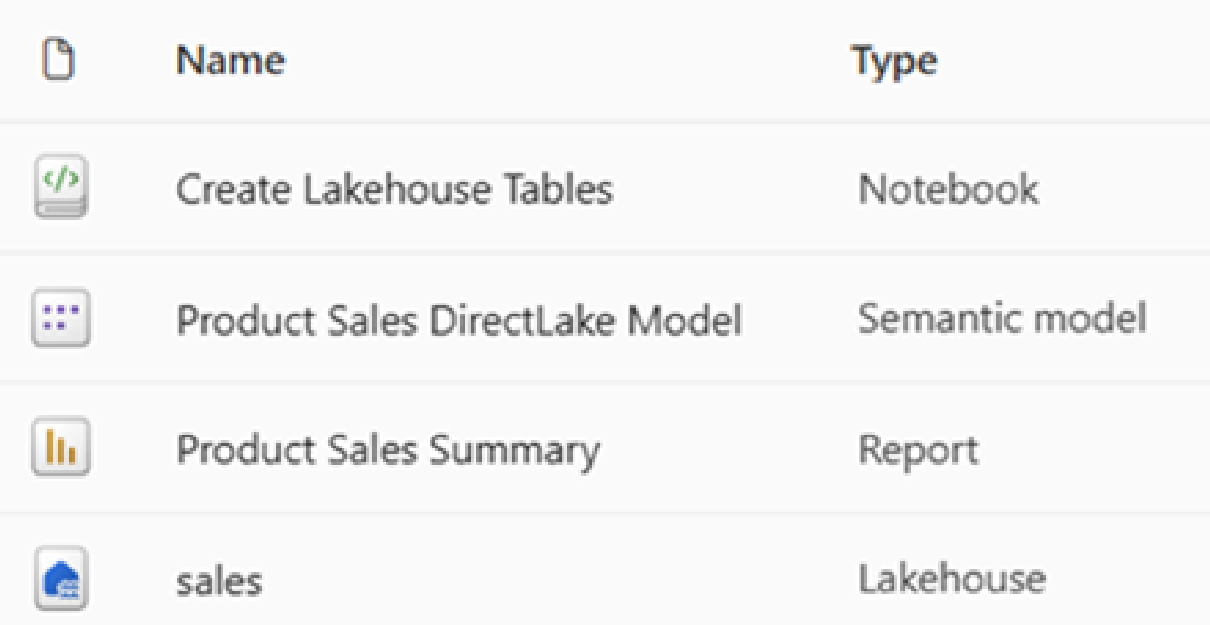 Name Type
Create Lakehouse Tables Notebook
Product Sales DirectLake Model Semantic model
Product Sales Summary Report
sales Lakehouse